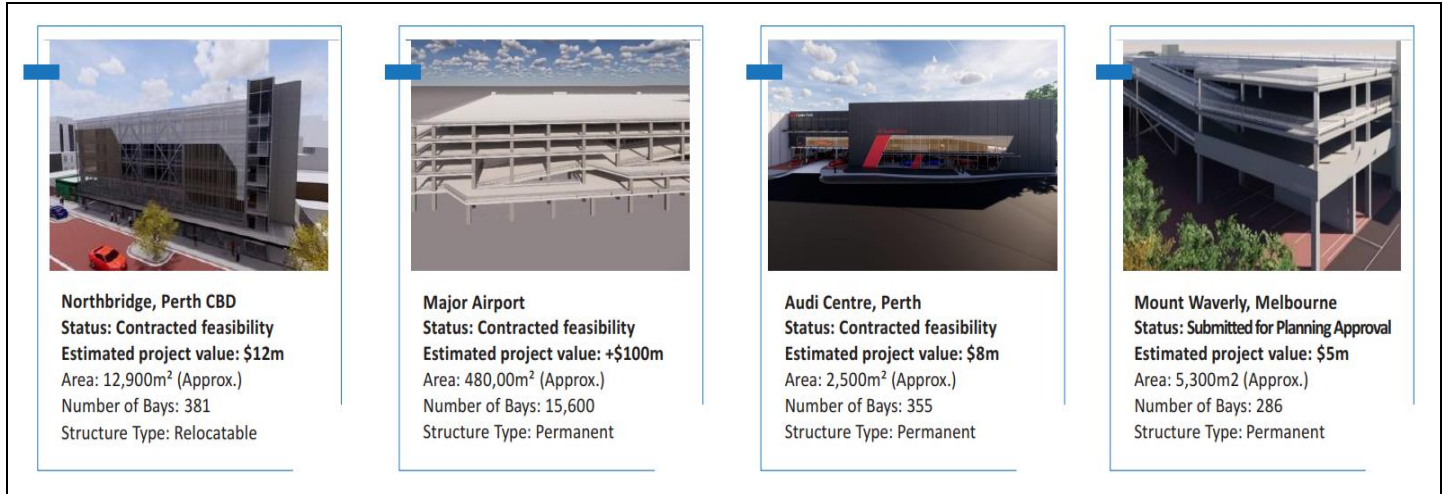 Northbridge, Perth CBD
Status: Contracted feasibility
Estimated project value: $12m
Area: 12,900m² (Approx.)
Number of Bays: 381
Structure Type: Relocatable
Major Airport
Status: Contracted feasibility
Estimated project value: +$100m
Area: 480,00m² (Approx.)
Number of Bays: 15,600
Structure Type: Permanent
Audi Centre, Perth
Status: Contracted feasibility
Estimated project value: $8m
Area: 2,500m² (Approx.)
Number of Bays: 355
Structure Type: Permanent
Mount Waverly, Melbourne
Status: Submitted for Planning Approval
Estimated project value: $5m
Area: 5,300m2 (Approx.)
Number of Bays: 286
Structure Type: Permanent